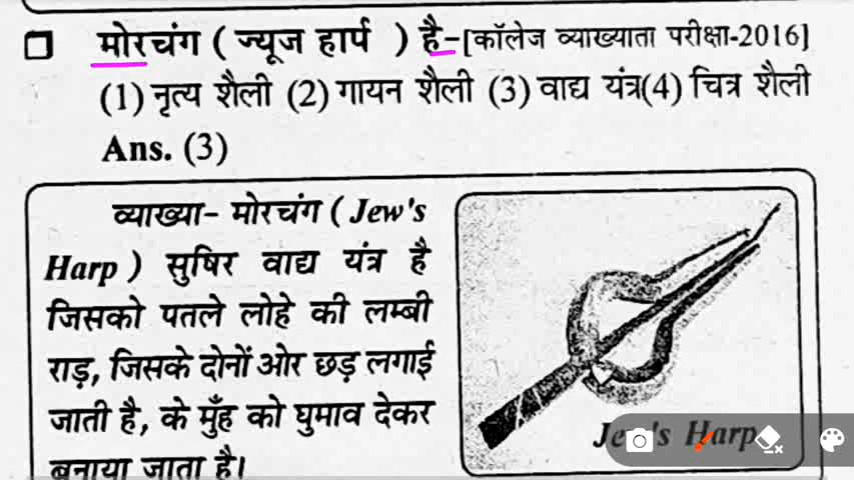 मोरचंग ( ज्यूज हार्प ) है-[कॉलेज व्याख्याता परीक्षा-2016]
(1) नृत्य शैली (2) गायन शैली (3) वाद्य यंत्र(4) चित्र शैली
Ans. (3)
व्याख्या- मोरचंग ( Jew's
Harp ) सुषिर वाद्य यंत्र है
जिसको पतले लोहे की लम्बी
राड़, जिसके दोनों ओर छड़ लगाई
जाती है, के मुँह को घुमाव देकर
बनाया जाता है।
Jew's Harp